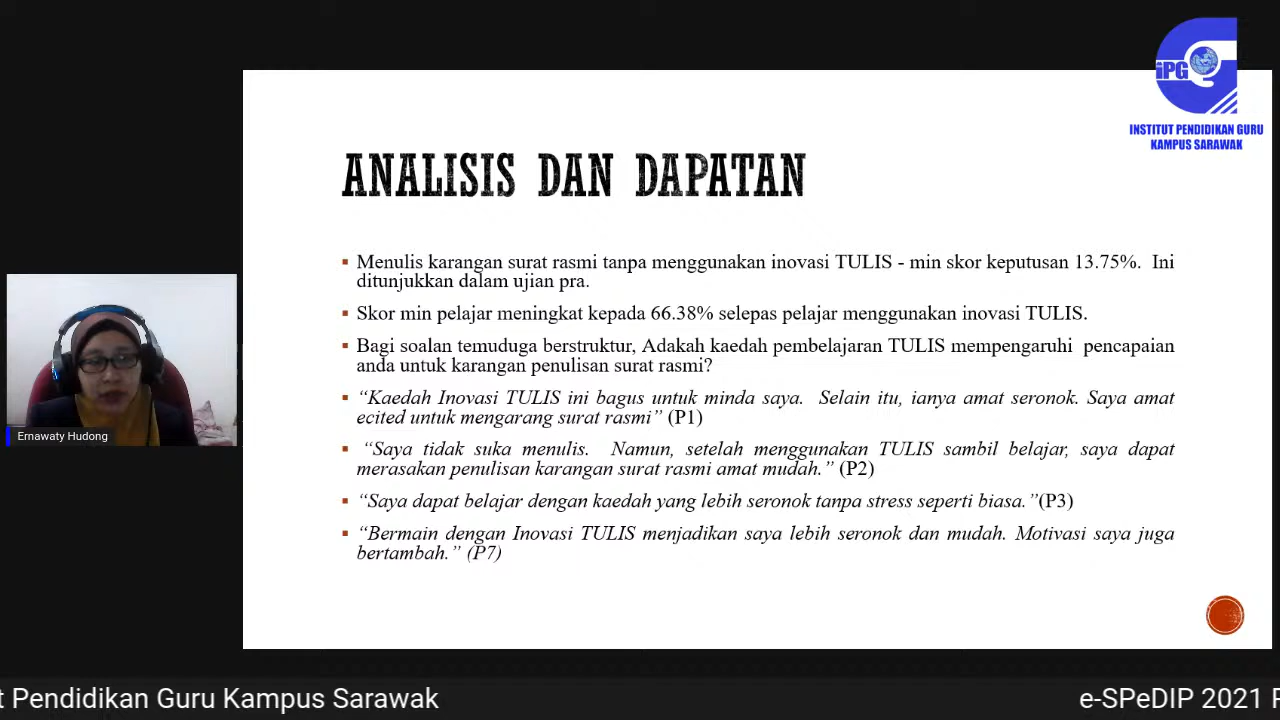 iPG
INSTITUT PENDIDIKAN GURU
KAMPUS SARAWAK
ANALISIS DAN DAPATAN
▪ Menulis karangan surat rasmi tanpa menggunakan inovasi TULIS - min skor keputusan 13.75%. Ini
ditunjukkan dalam ujian pra.
▪ Skor min pelajar meningkat kepada 66.38% selepas pelajar menggunakan inovasi TULIS.
▪ Bagi soalan temuduga berstruktur, Adakah kaedah pembelajaran TULIS mempengaruhi pencapaian
anda untuk karangan penulisan surat rasmi?
▪ “Kaedah Inovasi TULIS ini bagus untuk minda saya. Selain itu, ianya amat seronok. Saya amat
ecited untuk mengarang surat rasmi” (P1)
▪ “Saya tidak suka menulis. Namun, setelah menggunakan TULIS sambil belajar, saya dapat
merasakan penulisan karangan surat rasmi amat mudah.” (P2)
▪ “Saya dapat belajar dengan kaedah yang lebih seronok tanpa stress seperti biasa.”(P3)
▪ “Bermain dengan Inovasi TULIS menjadikan saya lebih seronok dan mudah. Motivasi saya juga
bertambah.” (P7)
Ernawaty Hudong
t Pendidikan Guru Kampus Sarawak
e-SPeDIP 2021 P